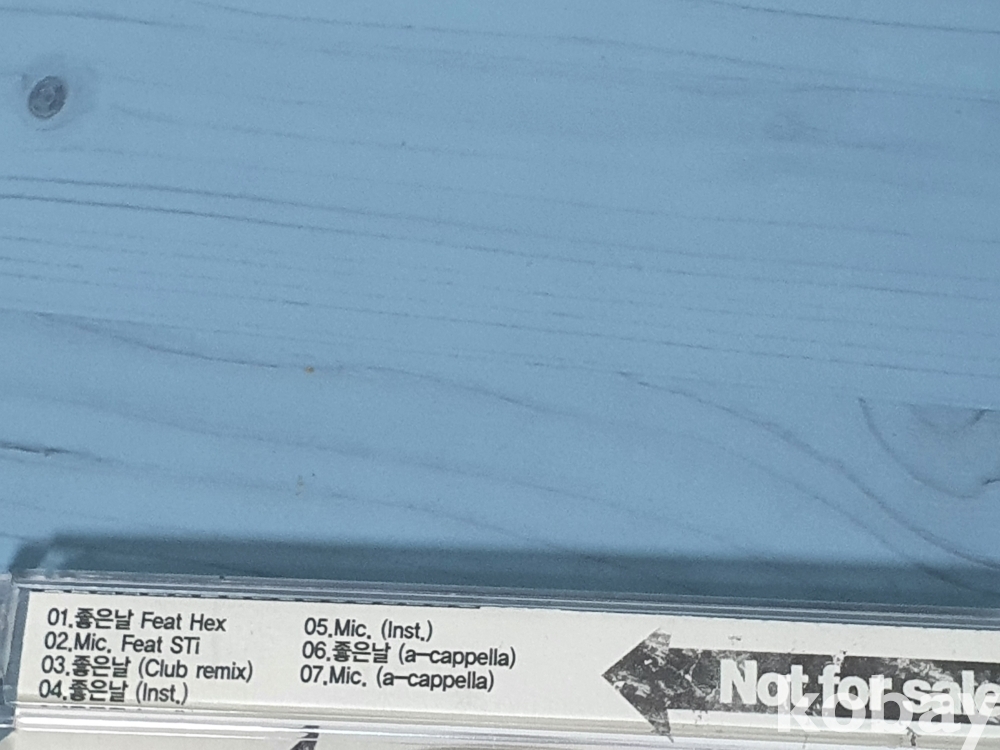 01.좋은날 Feat Hex
02.Mic. Feat STi
03.좋은날 (Club remix)
04.좋은날 (Inst.)
05.Mic. (Inst.)
06.좋은날 (a-cappella)
07.Mic. (a-cappella)
Not for sale
kobay